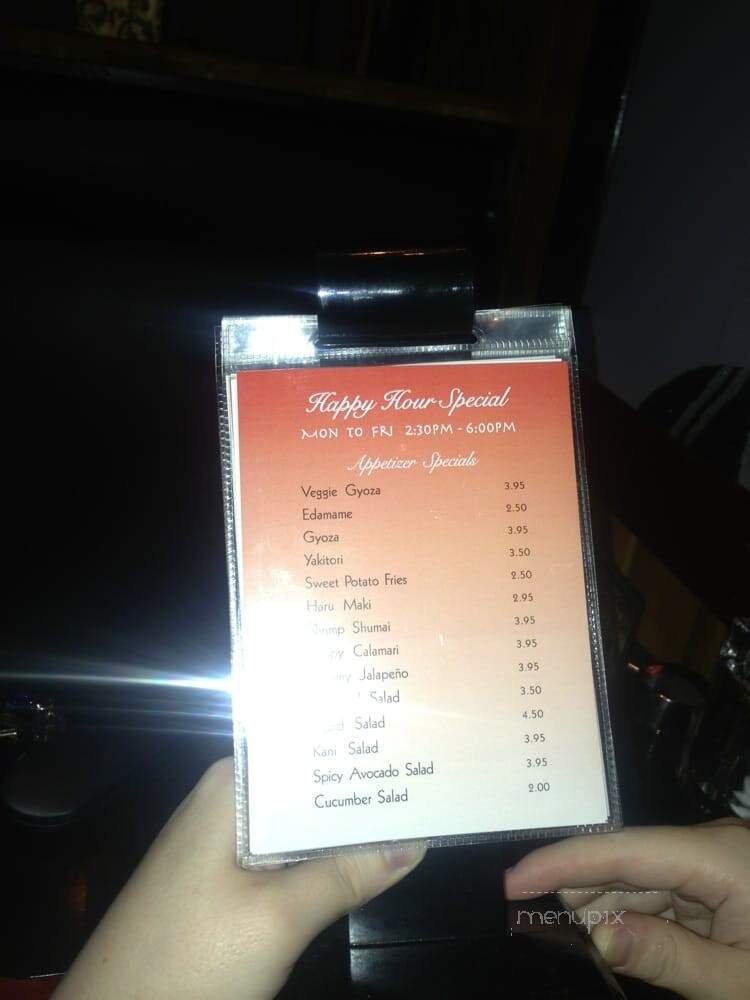 Happy Hour Special
MON TO FRI 2:30PM - 6:00PM
Appetizer Specials
Veggie Gyoza 3.95
Edamame 2.50
Gyoza 3.95
Yakitori 3.50
Sweet Potato Fries 2.50
Haru Maki 2.95
Shrimp Shumai 3.95
Calamari 3.95
Jalapeño 3.95
Salad 3.50
Salad 4.50
Kani Salad 3.95
Spicy Avocado Salad 3.95
Cucumber Salad 2.00
menupix